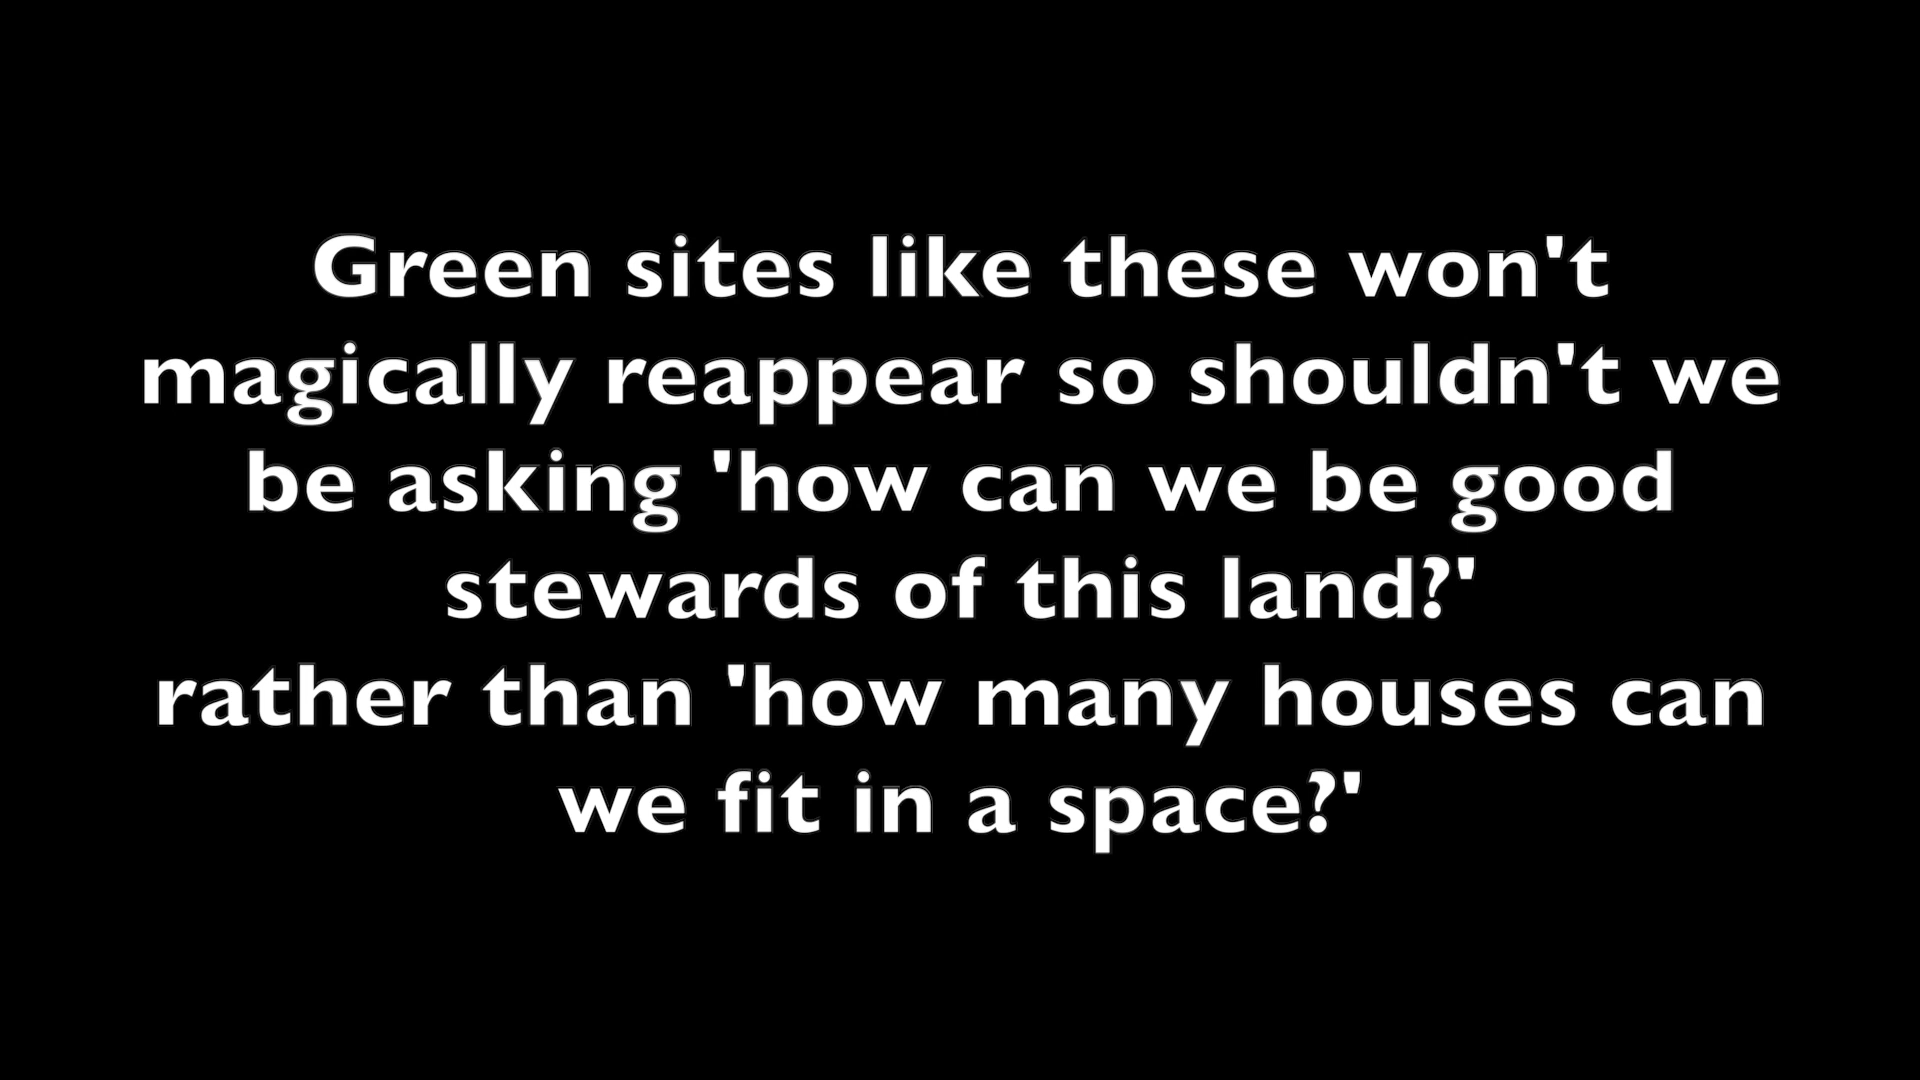 Green sites like these won't
magically reappear so shouldn't we
be asking 'how can we be good
stewards of this land?'
rather than 'how many houses can
we fit in a space?'